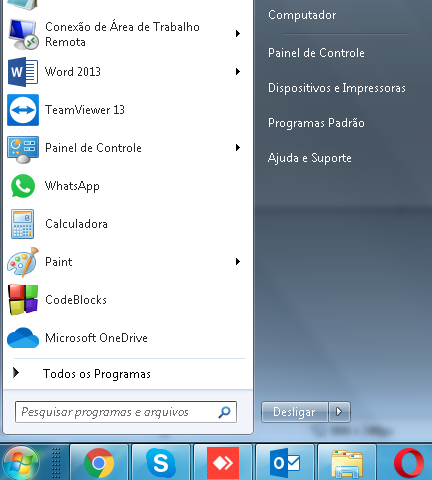 Conexão de Área de Trabalho
Remota
Word 2013
TeamViewer 13
Painel de Controle
WhatsApp
Calculadora
Paint
CodeBlocks
Microsoft OneDrive
Todos os Programas
Pesquisar programas e arquivos
Computador
Painel de Controle
Dispositivos e Impressoras
Programas Padrão
Ajuda e Suporte
Desligar